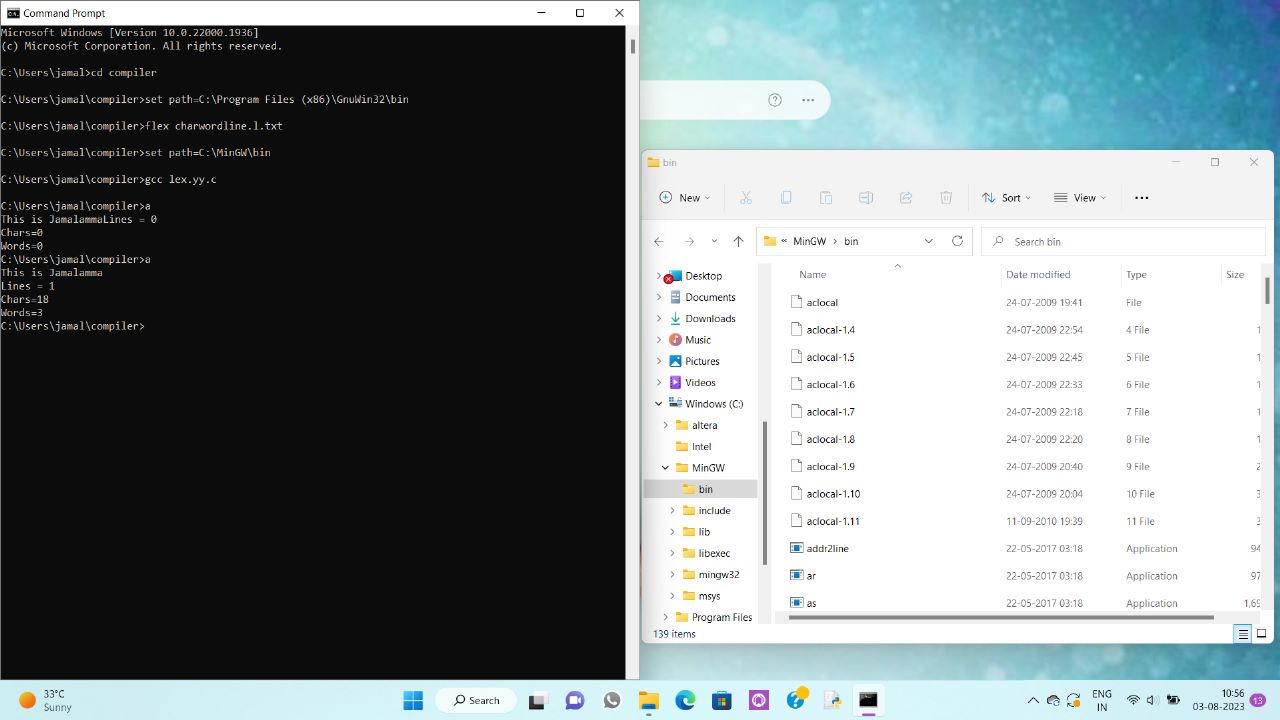 Command Prompt
Microsoft Windows [Version 10.0.22000.1936]
(c) Microsoft Corporation. All rights reserved.
C:\Users\jamal>cd compiler
C:\Users\jamal\compiler>set path=C:\Program Files (x86)\GnuWin32\bin
C:\Users\jamal\compiler>flex charwordline.l.txt
C:\Users\jamal\compiler>set path=C:\MinGW\bin
C:\Users\jamal\compiler>gcc lex.yy.c
C:\Users\jamal\compiler>a
This is JamalammaLines = 0
Chars=0
Words=0
C:\Users\jamal\compiler>a
This is Jamalamma
Lines = 1
Chars=18
Words=3
C:\Users\jamal\compiler>
bin
New
Sort
View
« MinGW > bin
Search bin
Desktop
Documents
Downloads
Music
Pictures
Videos
Windows (C:)
altera
Intel
MinGW
bin
include
lib
libexec
mingw32
msys
Program Files
Name Date modified Type Size
aclocal 24-07-2009 19:41 File
aclocal-1.4 24-07-2009 22:54 4 File 1
aclocal-1.5 24-07-2009 22:45 5 File 1
aclocal-1.6 24-07-2009 22:33 6 File 1
aclocal-1.7 24-07-2009 22:18 7 File 1
aclocal-1.8 24-07-2009 22:20 8 File 1
aclocal-1.9 24-07-2009 20:40 9 File 2
aclocal-1.10 24-07-2009 20:04 10 File 3
aclocal-1.11 11-09-2010 19:39 11 File 3
addr2line 22-05-2017 03:18 Application 94
ar 22-05-2017 03:18 Application 97
as 22-05-2017 03:18 Application 1,69
139 items
33°C
Sunny
Search
ENG
IN
10:56
03-08-2023
13